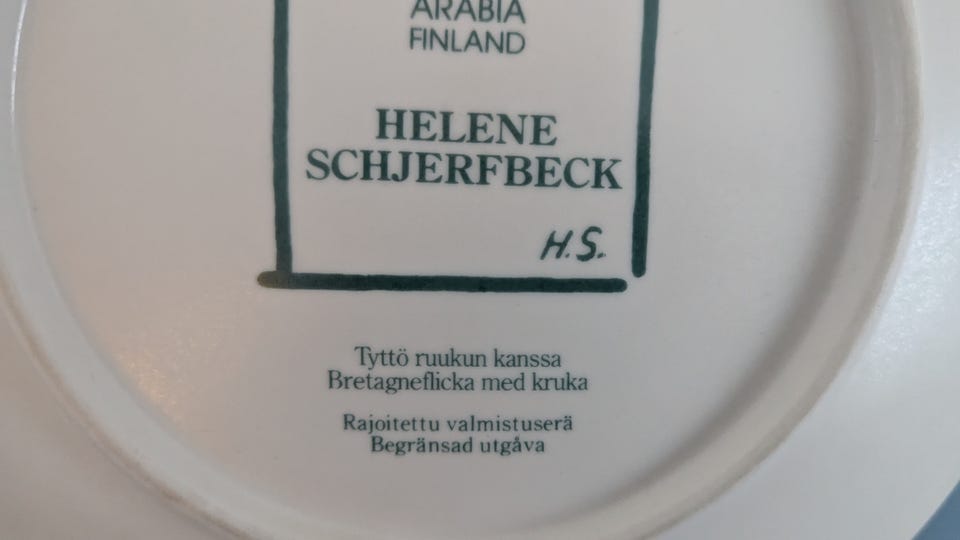 ARABIA
FINLAND
HELENE
SCHJERFBECK
H.S.
Tyttö ruukun kanssa
Bretagneflicka med kruka
Rajoitettu valmistuserä
Begränsad utgåva